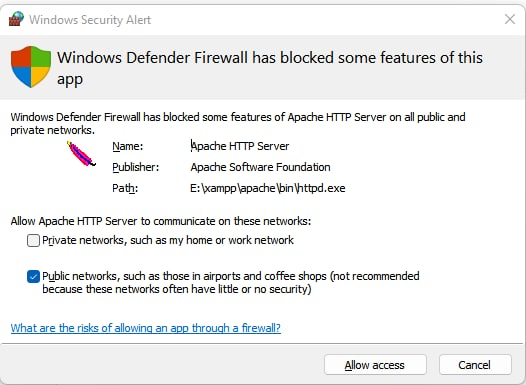 Windows Security Alert
Windows Defender Firewall has blocked some features of this
app
Windows Defender Firewall has blocked some features of Apache HTTP Server on all public and
private networks.
Name: Apache HTTP Server
Publisher: Apache Software Foundation
Path: E:\xampp\apache\bin\httpd.exe
Allow Apache HTTP Server to communicate on these networks:
Private networks, such as my home or work network
Public networks, such as those in airports and coffee shops (not recommended
because these networks often have little or no security)
What are the risks of allowing an app through a firewall?
Allow access Cancel